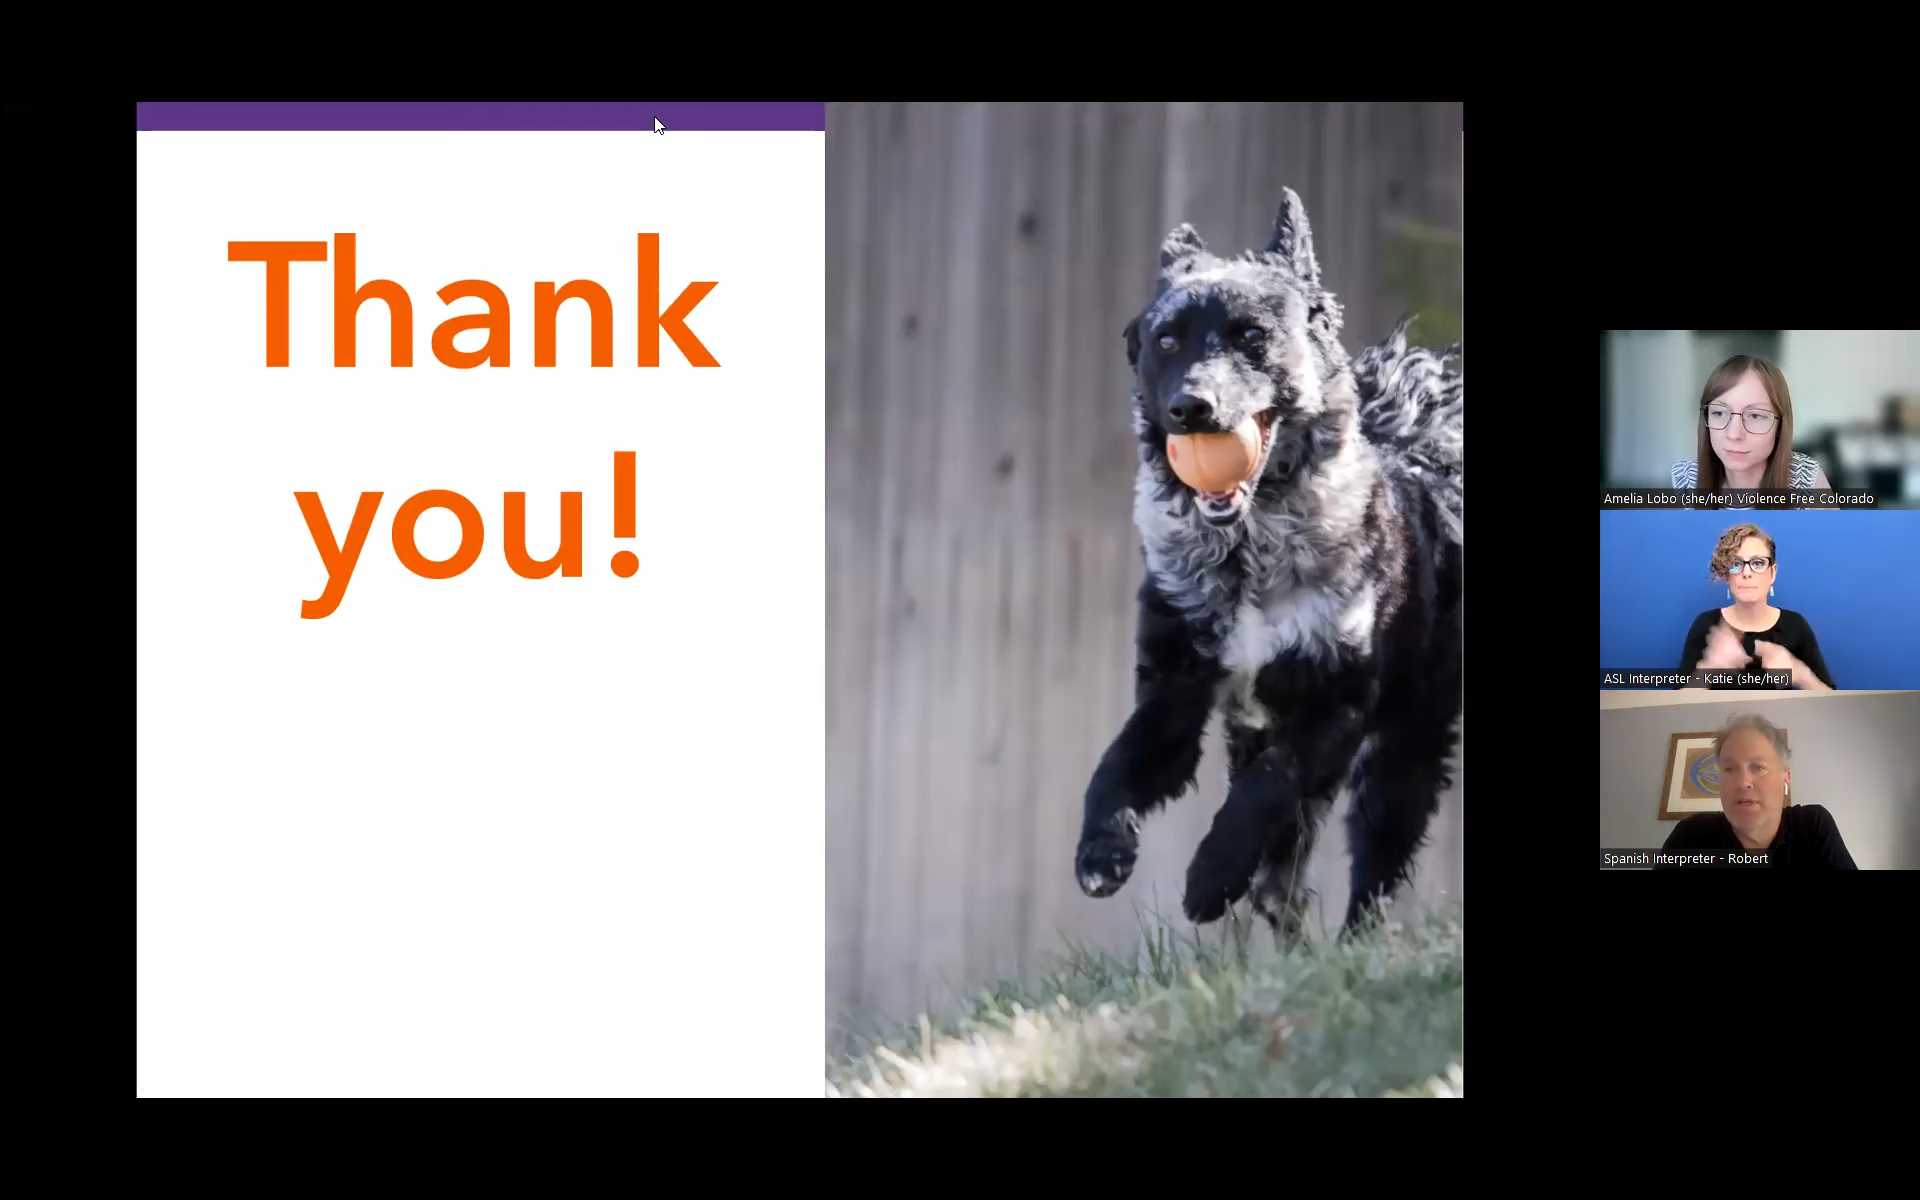 Thank
you!
Amelia Lobo (she/her) Violence Free Colorado
ASL Interpreter - Katie (she/her)
Spanish Interpreter - Robert